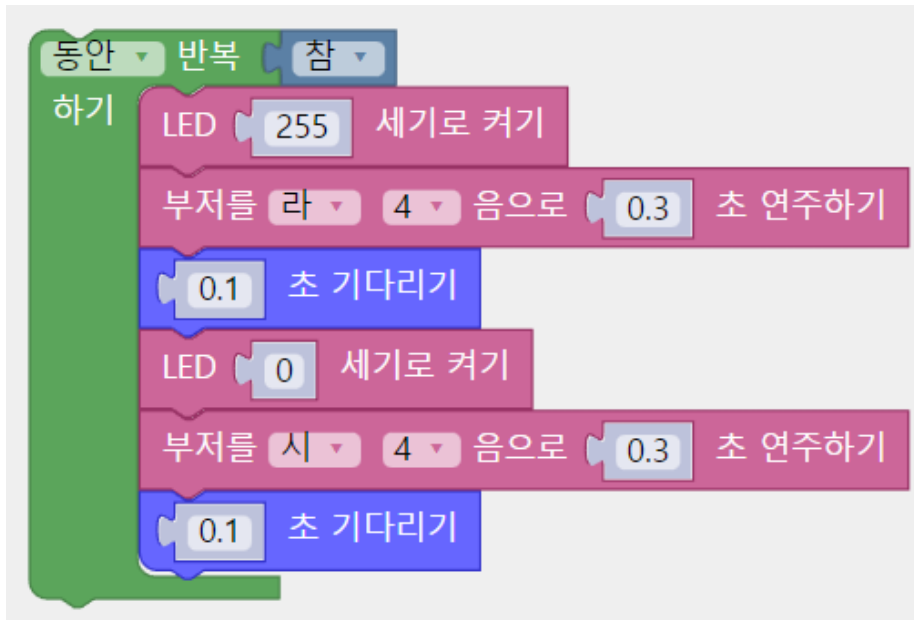 동안 반복 참
하기
LED 255 세기로 켜기
부저를 라 4 음으로 0.3 초 연주하기
0.1 초 기다리기
LED 0 세기로 켜기
부저를 시 4 음으로 0.3 초 연주하기
0.1 초 기다리기